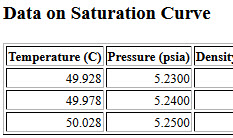 Data on Saturation Curve
Temperature (C) Pressure (psia) Density
49.928 5.2300
49.978 5.2400
50.028 5.2500